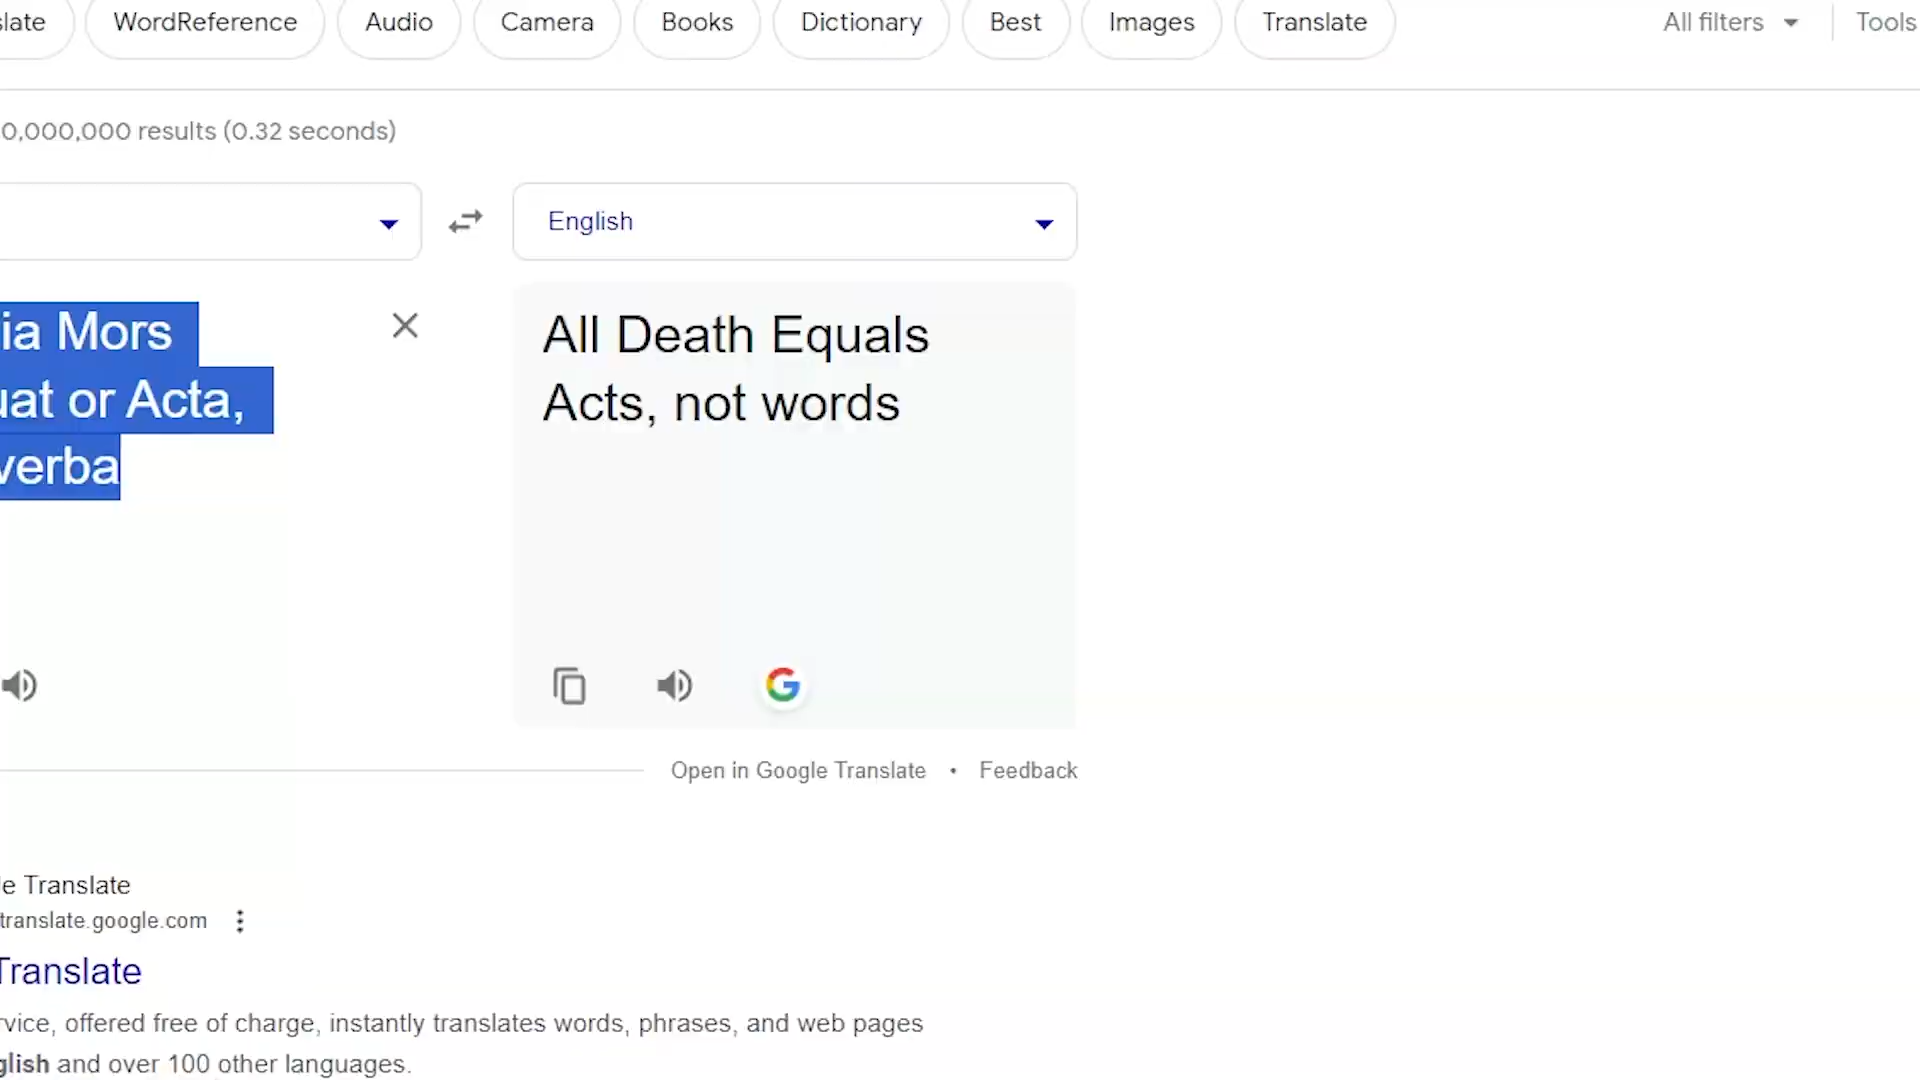 late WordReference Audio Camera Books Dictionary Best Images Translate All filters Tools
0,000,000 results (0.32 seconds)
English
ia Mors
uat or Acta,
verba
All Death Equals
Acts, not words
Open in Google Translate • Feedback
e Translate
translate.google.com
Translate
rvice, offered free of charge, instantly translates words, phrases, and web pages
glish and over 100 other languages.